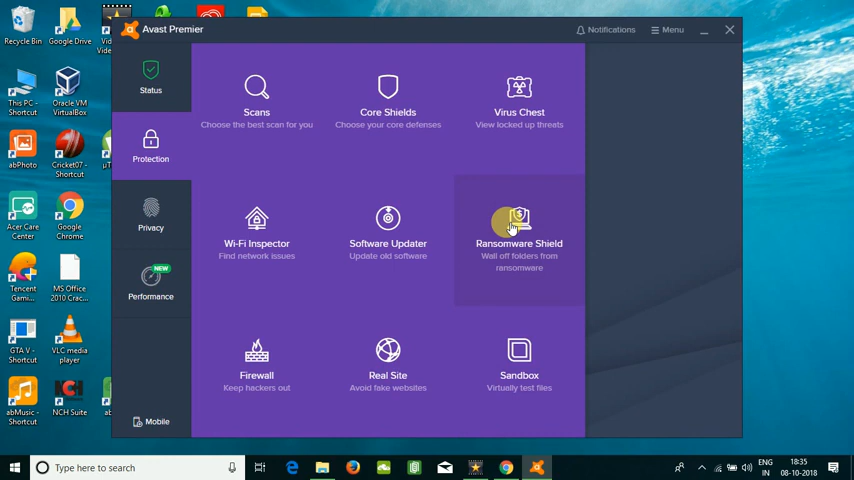 Avast Premier
Notifications
Menu
Status
Protection
Privacy
NEW
Performance
Mobile
Scans
Choose the best scan for you
Core Shields
Choose your core defenses
Virus Chest
View locked up threats
Wi-Fi Inspector
Find network issues
Software Updater
Update old software
Ransomware Shield
Wall off folders from
ransomware
Firewall
Keep hackers out
Real Site
Avoid fake websites
Sandbox
Virtually test files
Recycle Bin
Google Drive
This PC -
Shortcut
Oracle VM
VirtualBox
abPhoto
Cricket07 -
Shortcut
Acer Care
Center
Google
Chrome
Tencent
Gami...
MS Office
2010 Crac...
GTA V -
Shortcut
VLC media
player
abMusic -
Shortcut
NCH Suite
Type here to search
ENG
IN
18:35
08-10-2018